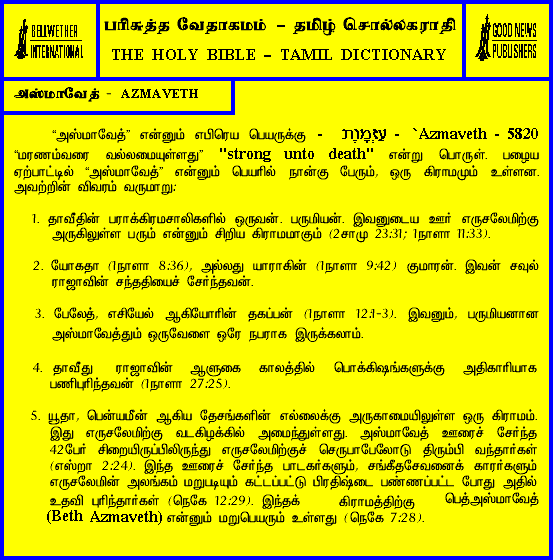 BELLWETHER
INTERNATIONAL
பரிசுத்த வேதாகமம் – தமிழ் சொல்லகராதி
THE HOLY BIBLE – TAMIL DICTIONARY
GOOD NEWS
PUBLISHERS
அஸ்மாவேத் - AZMAVETH
“அஸ்மாவேத்” என்னும் எபிரெய பெயருக்கு - עַזְמָוֶת - `Azmaveth - 5820
“மரணம்வரை வல்லமையுள்ளது” "strong unto death" என்று பொருள். பழைய
ஏற்பாட்டில் “அஸ்மாவேத்” என்னும் பெயரில் நான்கு பேரும், ஒரு கிராமமும் உள்ளன.
அவற்றின் விவரம் வருமாறு:
1. தாவீதின் பராக்கிரமசாலிகளில் ஒருவன். பருமியன். இவனுடைய ஊர் எருசலேமிற்கு
அருகிலுள்ள பரும் என்னும் சிறிய கிராமமாகும் (2சாமு 23:31; 1நாளா 11:33).
2. யோகதா (1நாளா 8:36), அல்லது யாராகின் (1நாளா 9:42) குமாரன். இவன் சவுல்
ராஜாவின் சந்ததியைச் சேர்ந்தவன்.
3. பேலேத், எசியேல் ஆகியோரின் தகப்பன் (1நாளா 12:1-3). இவனும், பருமியனான
அஸ்மாவேத்தும் ஒருவேளை ஒரே நபராக இருக்கலாம்.
4. தாவீது ராஜாவின் ஆளுகை காலத்தில் பொக்கிஷங்களுக்கு அதிகாரியாக
பணிபுரிந்தவன் (1நாளா 27:25).
5. யூதா, பென்யமீன் ஆகிய தேசங்களின் எல்லைக்கு அருகாமையிலுள்ள ஒரு கிராமம்.
இது எருசலேமிற்கு வடகிழக்கில் அமைந்துள்ளது. அஸ்மாவேத் ஊரைச் சேர்ந்த
42பேர் சிறையிருப்பிலிருந்து எருசலேமிற்குச் செருபாபேலோடு திரும்பி வந்தார்கள்
(எஸ்றா 2:24). இந்த ஊரைச் சேர்ந்த பாடகர்களும், சங்கீதசேவனைக் காரர்களும்
எருசலேமின் அலங்கம் மறுபடியும் கட்டப்பட்டு பிரதிஷ்டை பண்ணப்பட்ட போது அதில்
உதவி புரிந்தார்கள் (நெகே 12:29). இந்தக் கிராமத்திற்கு பெத்அஸ்மாவேத்
(Beth Azmaveth) என்னும் மறுபெயரும் உள்ளது (நெகே 7:28).